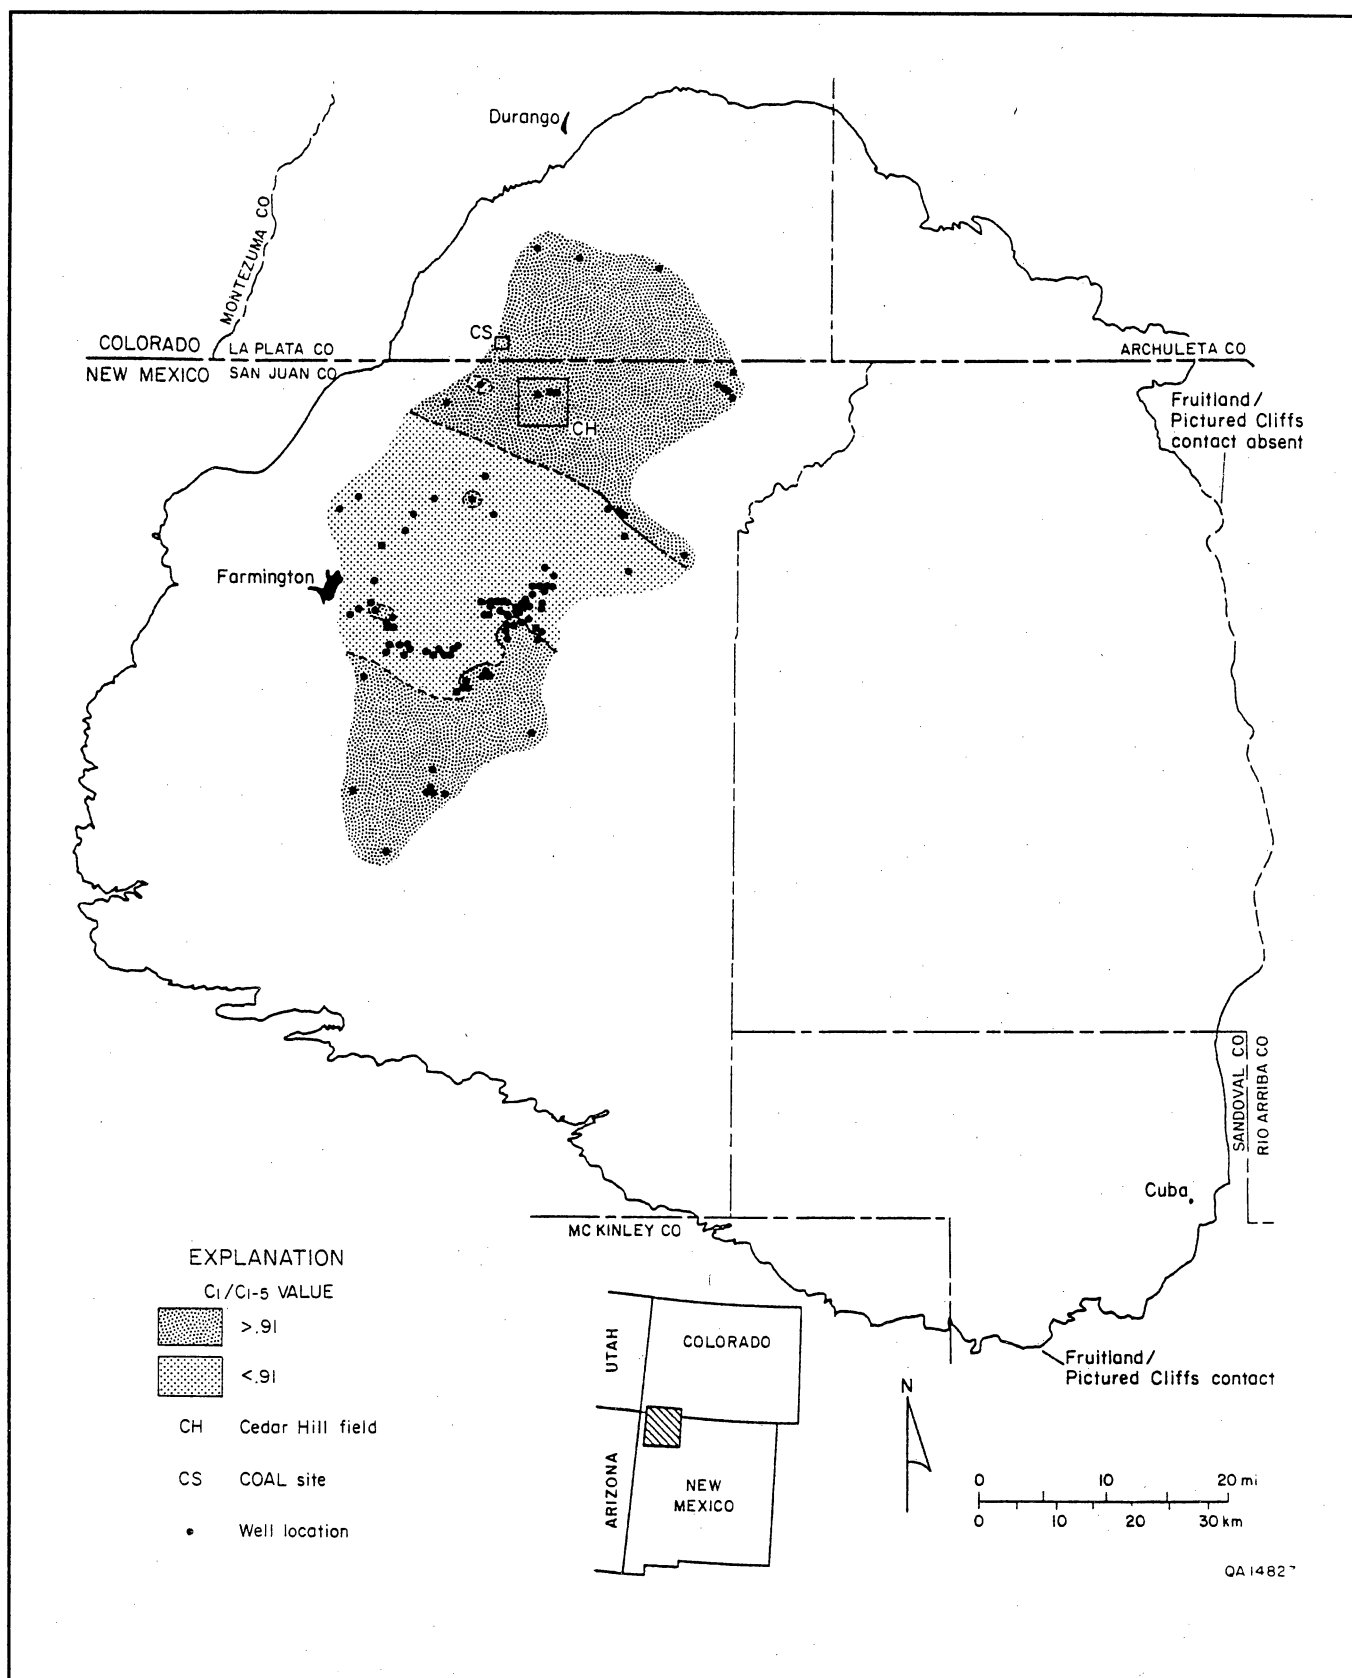 Durango
MONTEZUMA CO
CS
COLORADO
LA PLATA CO
ARCHULETA CO
NEW MEXICO
SAN JUAN CO
Fruitland/
Pictured Cliffs
contact absent
CH
Farmington
SANDOVAL CO
RIO ARRIBA CO
Cuba
MC KINLEY CO
EXPLANATION
C1/C1-5 VALUE
>.91
<.91
CH Cedar Hill field
CS COAL site
Well location
UTAH
COLORADO
ARIZONA
NEW
MEXICO
Fruitland/
Pictured Cliffs contact
N
0 10 20 mi
0 10 20 30 km